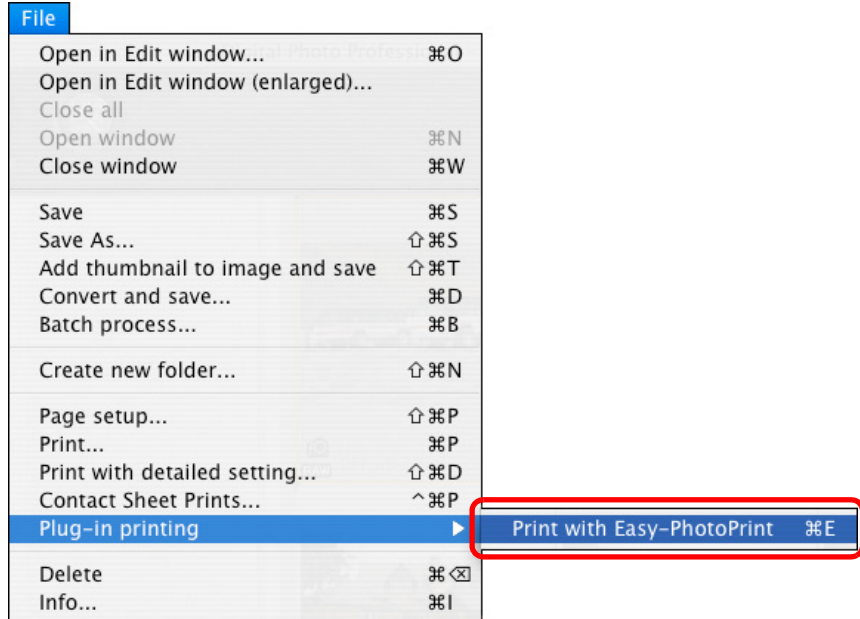 File
Open in Edit window... ⌘O
Open in Edit window (enlarged)...
Close all
Open window ⌘N
Close window ⌘W
Save ⌘S
Save As... ⇧⌘S
Add thumbnail to image and save ⇧⌘T
Convert and save... ⌘D
Batch process... ⌘B
Create new folder... ⇧⌘N
Page setup... ⇧⌘P
Print... ⌘P
Print with detailed setting... ⇧⌘D
Contact Sheet Prints... ^⌘P
Plug-in printing ▶ Print with Easy-PhotoPrint ⌘E
Delete ⌘⌫
Info... ⌘I